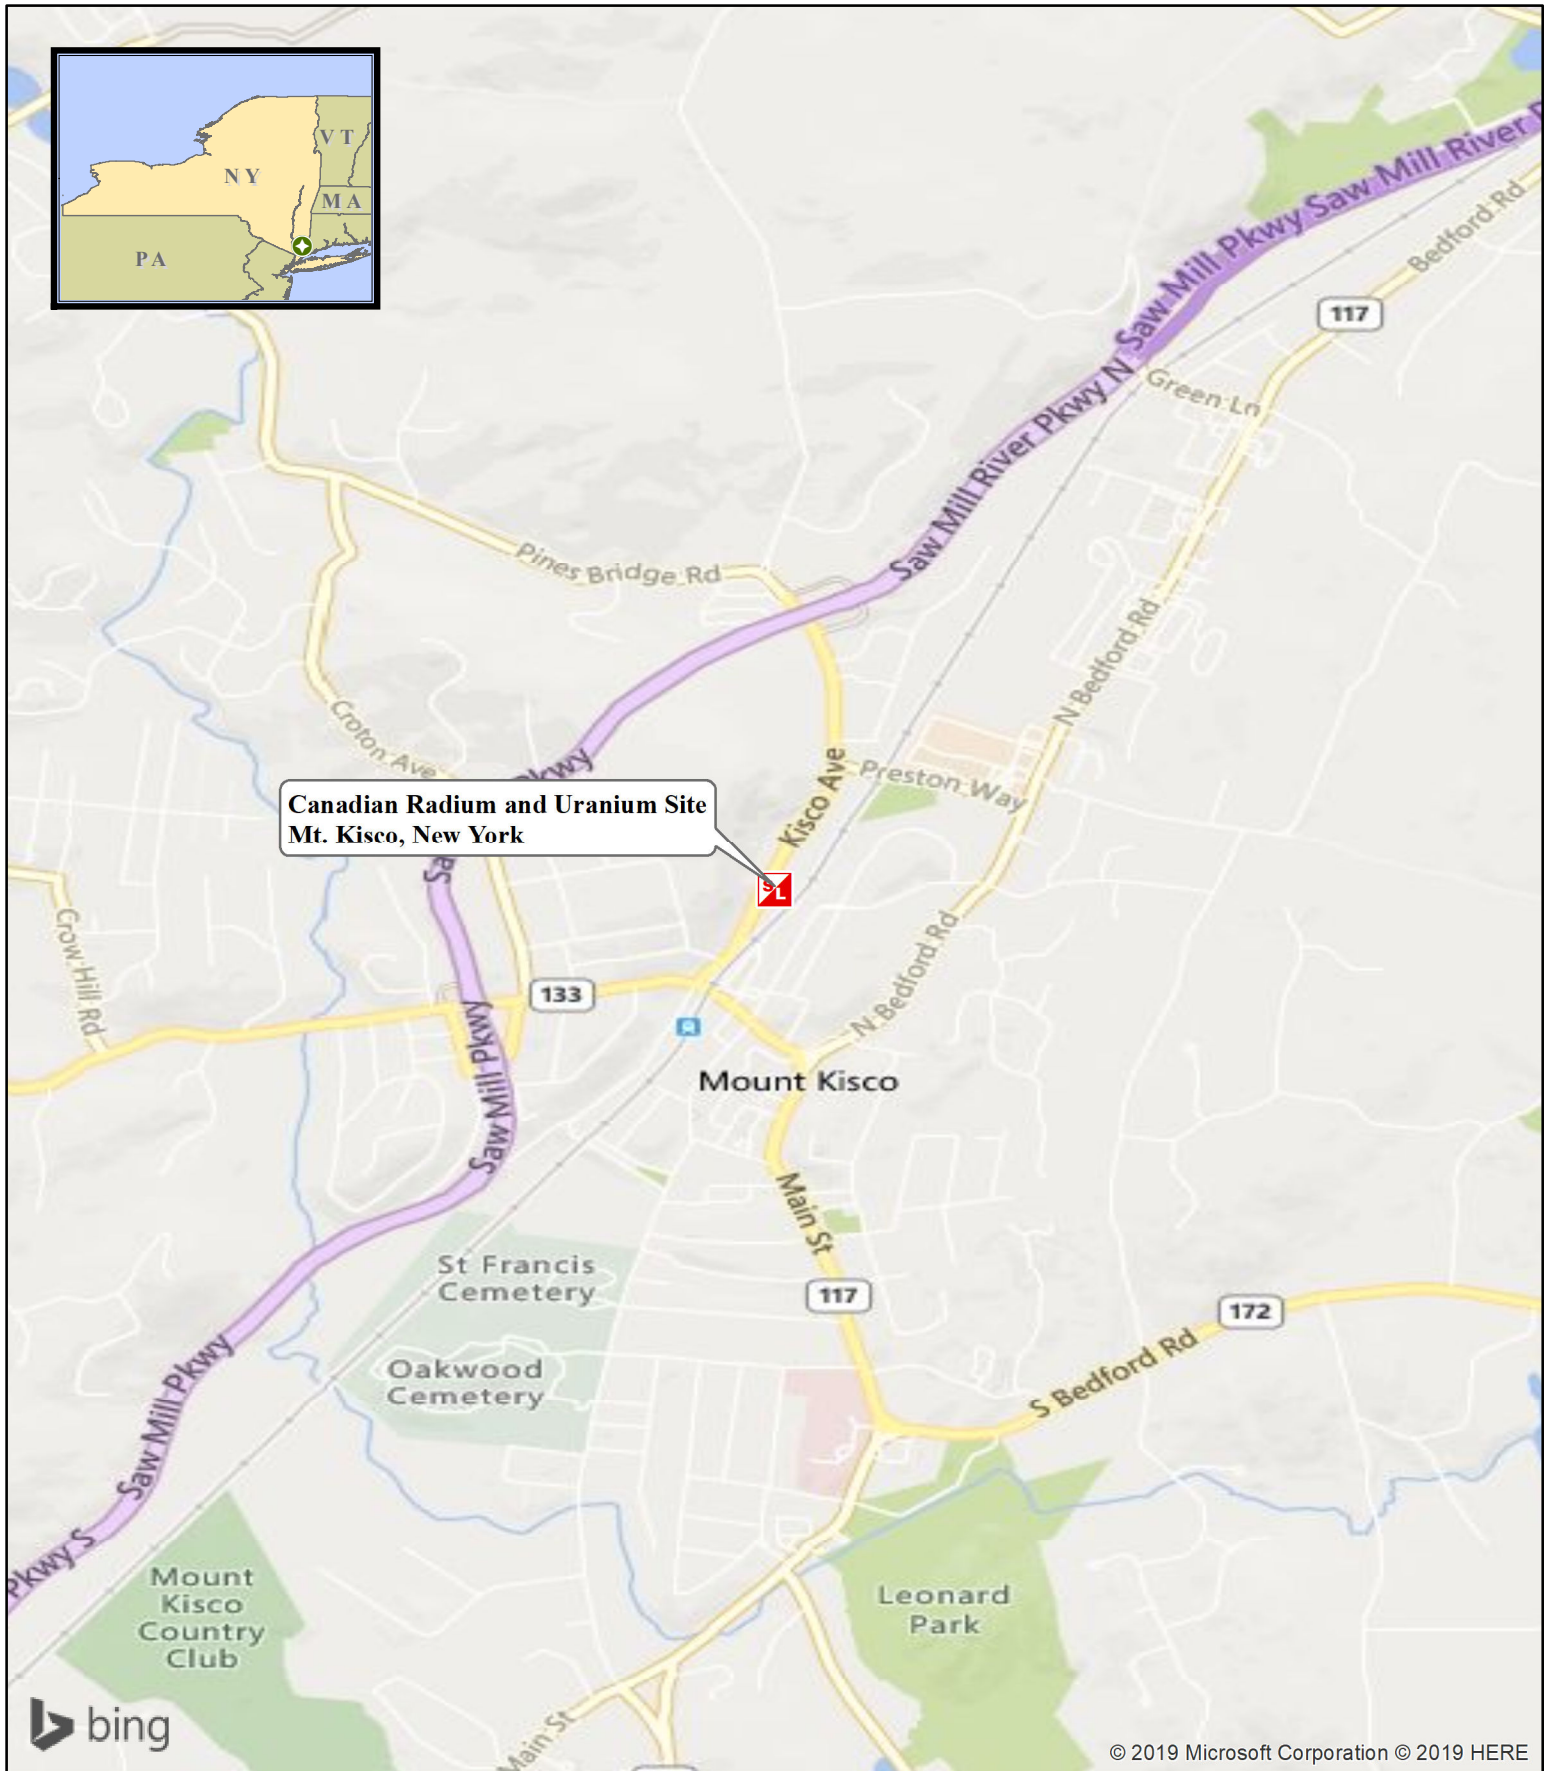 VT
NY
MA
PA
Saw Mill River P
Saw Mill Pkwy
Bedford Rd
117
Green Ln
Saw Mill River Pkwy N
Saw Mill River Pkwy
Pines Bridge Rd
N Bedford Rd
Croton Ave
Pkwy
Kisco Ave
Preston Way
Canadian Radium and Uranium Site
Mt. Kisco, New York
Sa
SL
Crow Hill Rd
N Bedford Rd
133
Saw Mill Pkwy
Mount Kisco
Main St
St Francis
Cemetery
117
172
Saw Mill Pkwy
Oakwood
Cemetery
S Bedford Rd
Pkwy S
Mount
Kisco
Country
Club
Leonard
Park
Main St
bing
© 2019 Microsoft Corporation © 2019 HERE